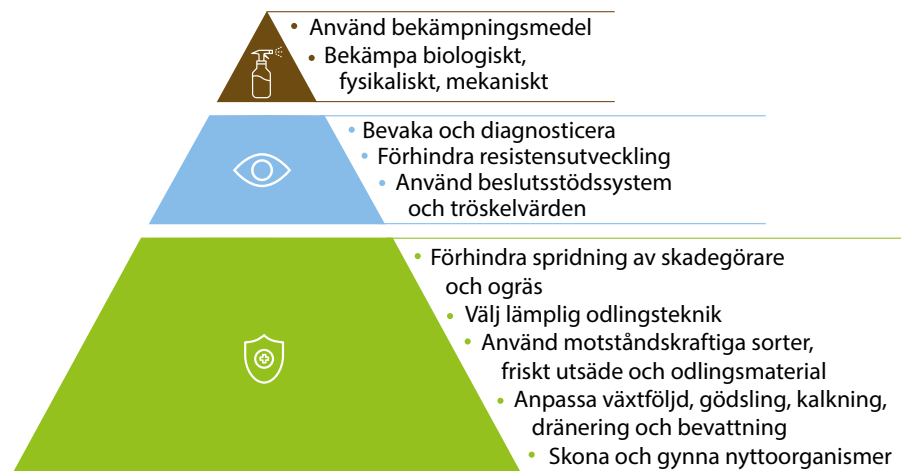 • Använd bekämpningsmedel
• Bekämpa biologiskt,
fysikaliskt, mekaniskt
• Bevaka och diagnosticera
• Förhindra resistensutveckling
• Använd beslutsstödssystem
och tröskelvärden
• Förhindra spridning av skadegörare
och ogräs
• Välj lämplig odlingsteknik
• Använd motståndskraftiga sorter,
friskt utsäde och odlingsmaterial
• Anpassa växtföljd, gödsling, kalkning,
dränering och bevattning
• Skona och gynna nyttoorganismer